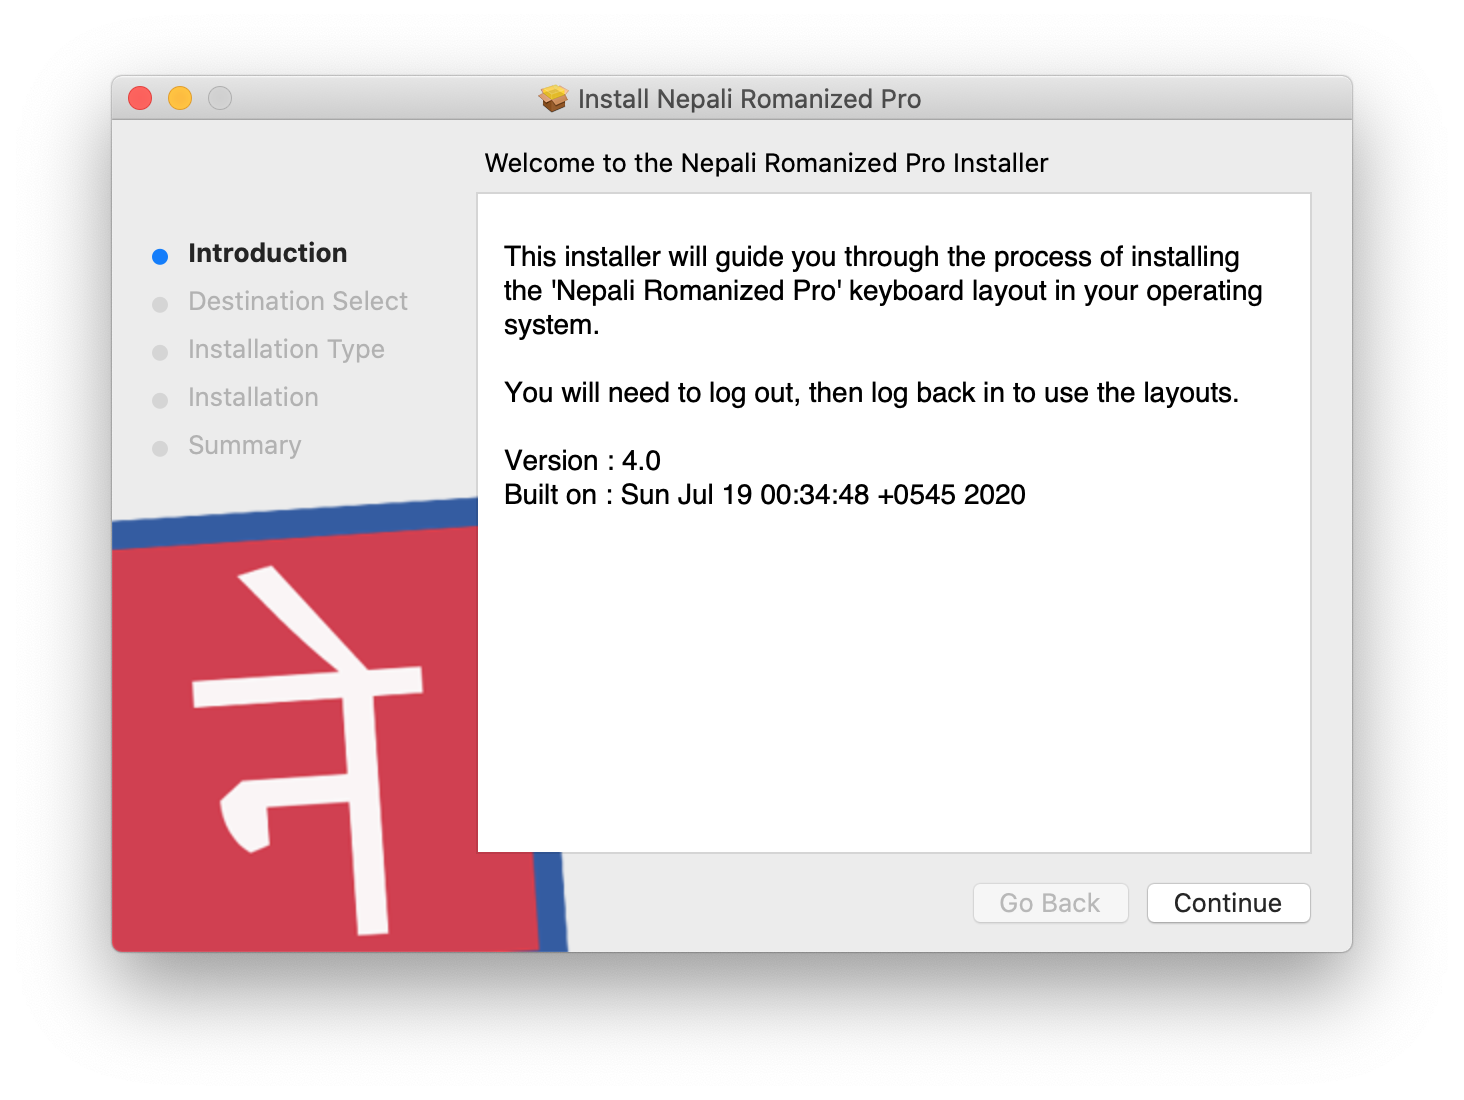 Install Nepali Romanized Pro
Welcome to the Nepali Romanized Pro Installer
Introduction
Destination Select
Installation Type
Installation
Summary
This installer will guide you through the process of installing
the 'Nepali Romanized Pro' keyboard layout in your operating
system.
You will need to log out, then log back in to use the layouts.
Version : 4.0
Built on : Sun Jul 19 00:34:48 +0545 2020
ने
Go Back
Continue